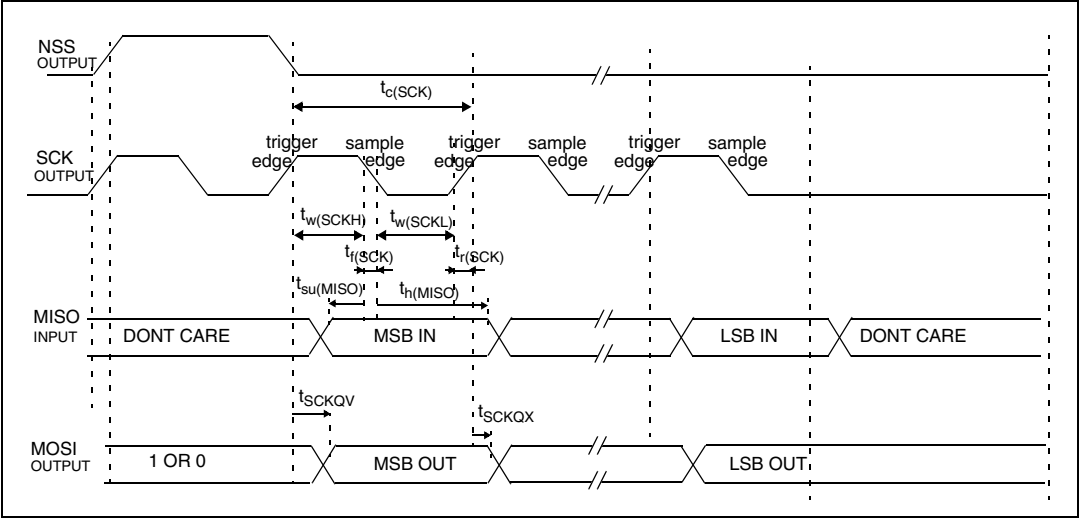 NSS
OUTPUT
tc(SCK)
SCK
OUTPUT
trigger
edge
sample
edge
trigger
edge
sample
edge
trigger
edge
sample
edge
tw(SCKH)
tw(SCKL)
tf(SCK)
tr(SCK)
tsu(MISO)
th(MISO)
MISO
INPUT
DONT CARE
MSB IN
LSB IN
DONT CARE
tSCKQV
tSCKQX
MOSI
OUTPUT
1 OR 0
MSB OUT
LSB OUT